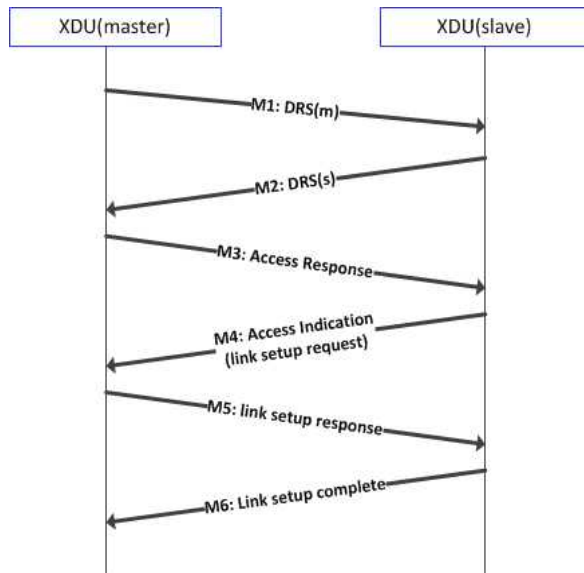 XDU(master)
XDU(slave)
M1: DRS(m)
M2: DRS(s)
M3: Access Response
M4: Access Indication
(link setup request)
M5: link setup response
M6: Link setup complete